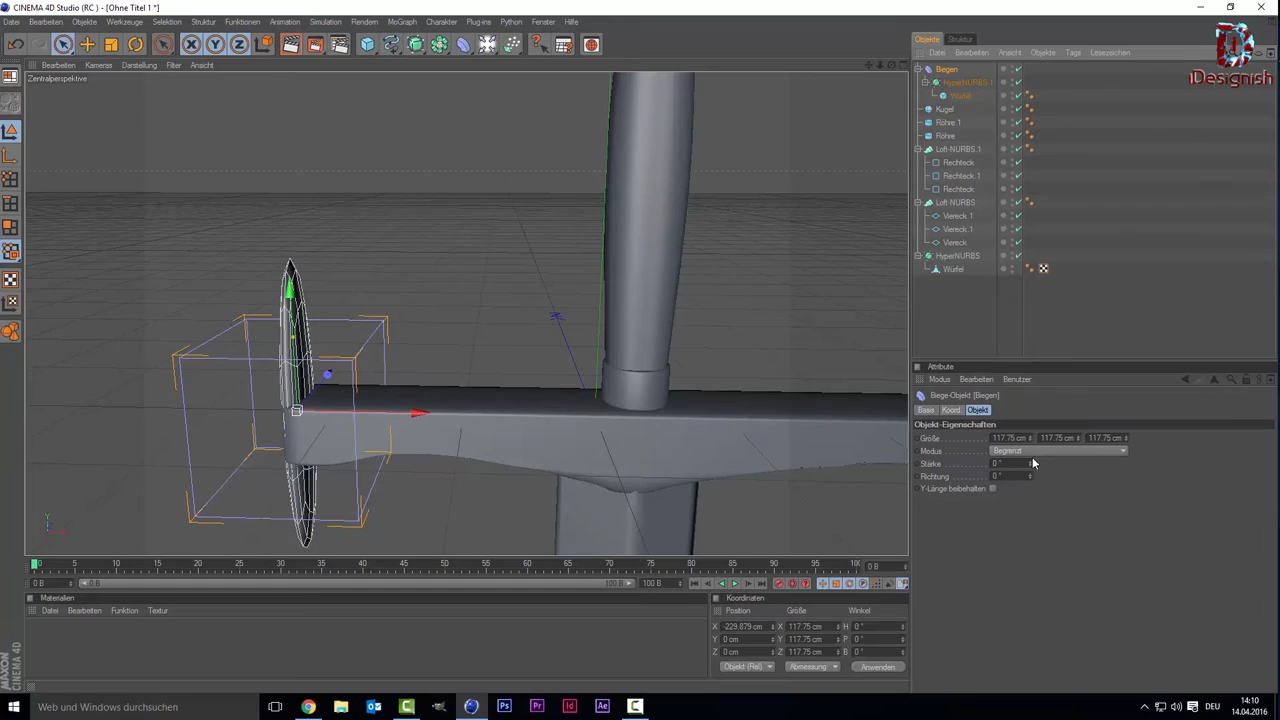 CINEMA 4D Studio (RC ) - [Ohne Titel 1 *]
Datei Bearbeiten Objekte Werkzeuge Selektion Struktur Funktionen Animation Simulation Rendern MoGraph Charakter Plug-ins Python Fenster Hilfe
Bearbeiten Kameras Darstellung Filter Ansicht
Zentralperspektive
Objekte Struktur
Datei Bearbeiten Ansicht Objekte Tags Lesezeichen
iDesignish
Biegen
HyperNURBS.1
Würfel
Kugel
Röhre.1
Röhre
Loft-NURBS.1
Rechteck
Rechteck.1
Rechteck
Loft-NURBS
Viereck.1
Viereck.1
Viereck
HyperNURBS
Würfel
Attribute
Modus Bearbeiten Benutzer
Biege-Objekt [Biegen]
Basis Koord. Objekt
Objekt-Eigenschaften
Größe 117.75 cm 117.75 cm 117.75 cm
Modus Begrenzt
Stärke 0 °
Richtung 0 °
Y-Länge beibehalten
0 5 10 15 20 25 30 35 40 45 50 55 60 65 70 75 80 85 90 95 0 B
0 B 0 B 100 B 100 B
Materialien
Datei Bearbeiten Funktion Textur
Koordinaten
Position Größe Winkel
X -229.879 cm X 117.75 cm H 0 °
Y 0 cm Y 117.75 cm P 0 °
Z 0 cm Z 117.75 cm B 0 °
Objekt (Rel) Abmessung Anwenden
MAXON CINEMA 4D
Web und Windows durchsuchen
DEU
14:10
14.04.2016